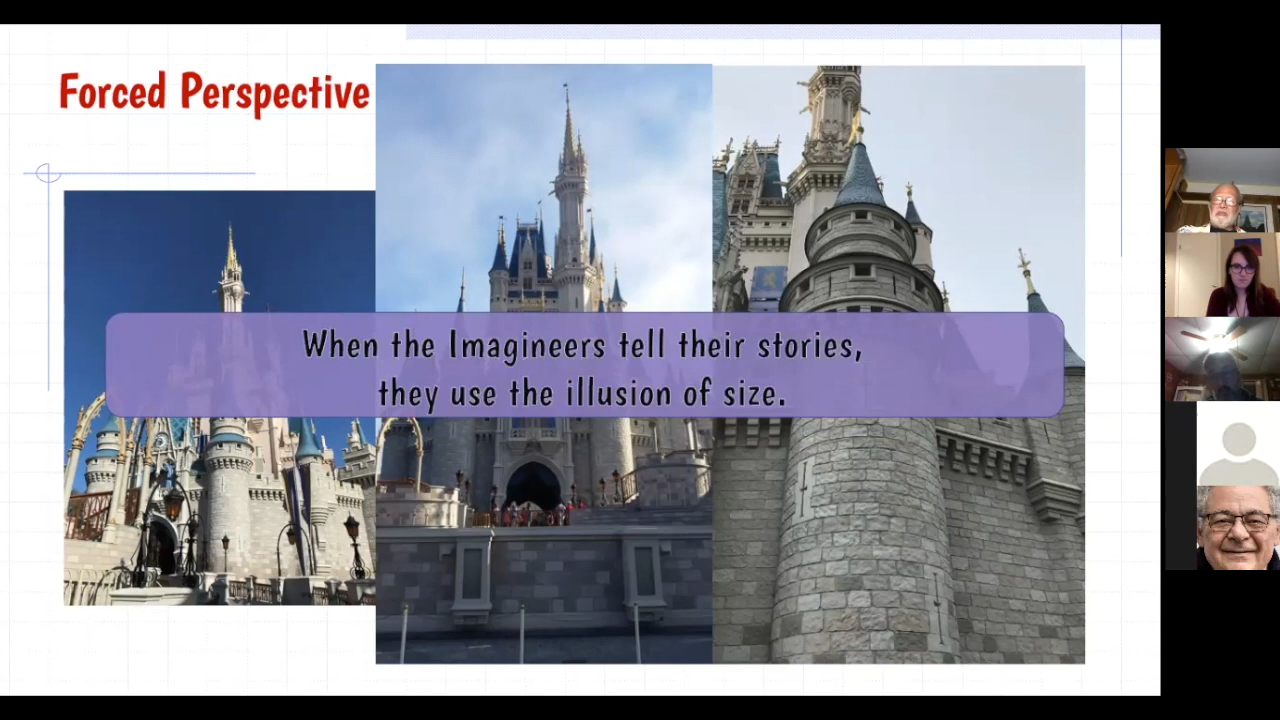 Forced Perspective
When the Imagineers tell their stories,
they use the illusion of size.